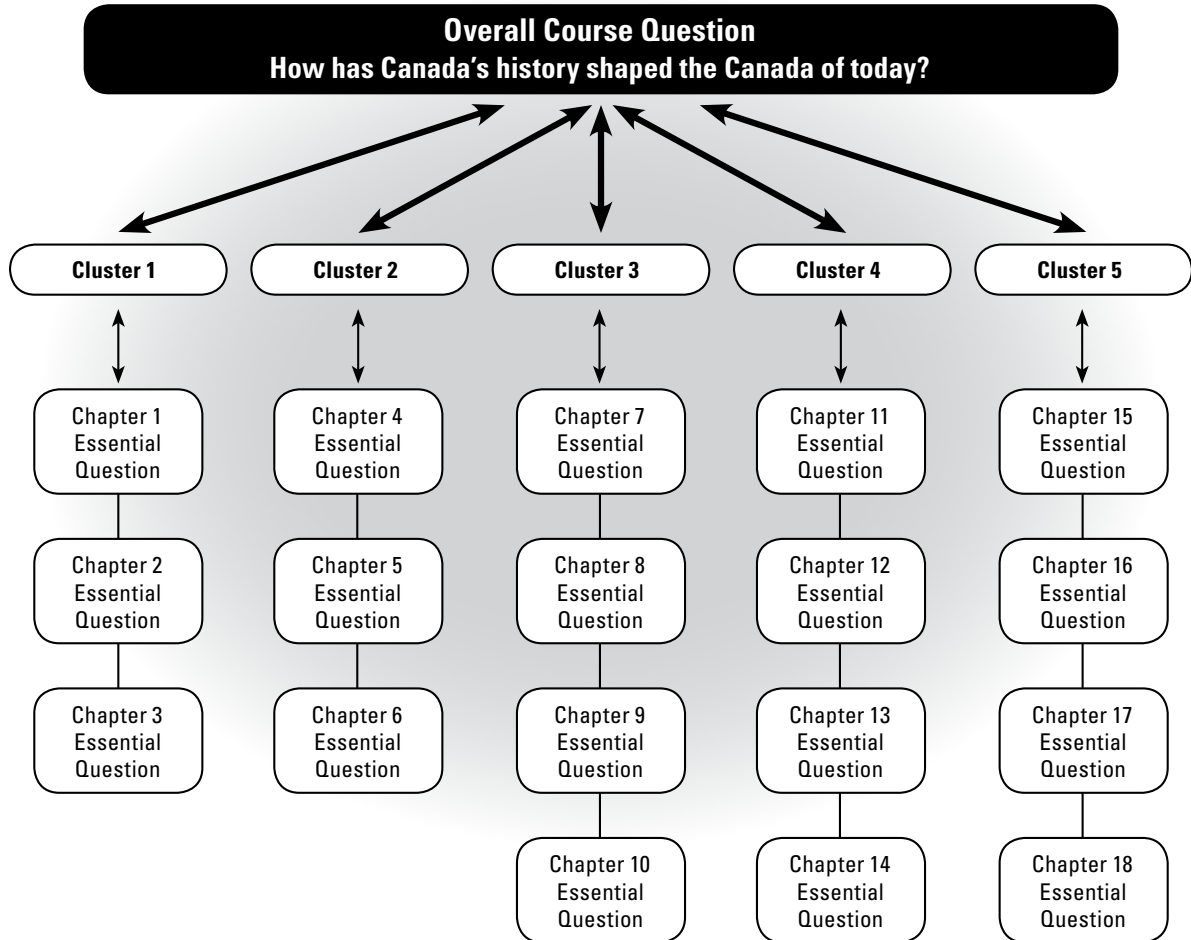 Overall Course Question
How has Canada's history shaped the Canada of today?
Cluster 1
Cluster 2
Cluster 3
Cluster 4
Cluster 5
Chapter 1
Essential
Question
Chapter 4
Essential
Question
Chapter 7
Essential
Question
Chapter 11
Essential
Question
Chapter 15
Essential
Question
Chapter 2
Essential
Question
Chapter 5
Essential
Question
Chapter 8
Essential
Question
Chapter 12
Essential
Question
Chapter 16
Essential
Question
Chapter 3
Essential
Question
Chapter 6
Essential
Question
Chapter 9
Essential
Question
Chapter 13
Essential
Question
Chapter 17
Essential
Question
Chapter 10
Essential
Question
Chapter 14
Essential
Question
Chapter 18
Essential
Question